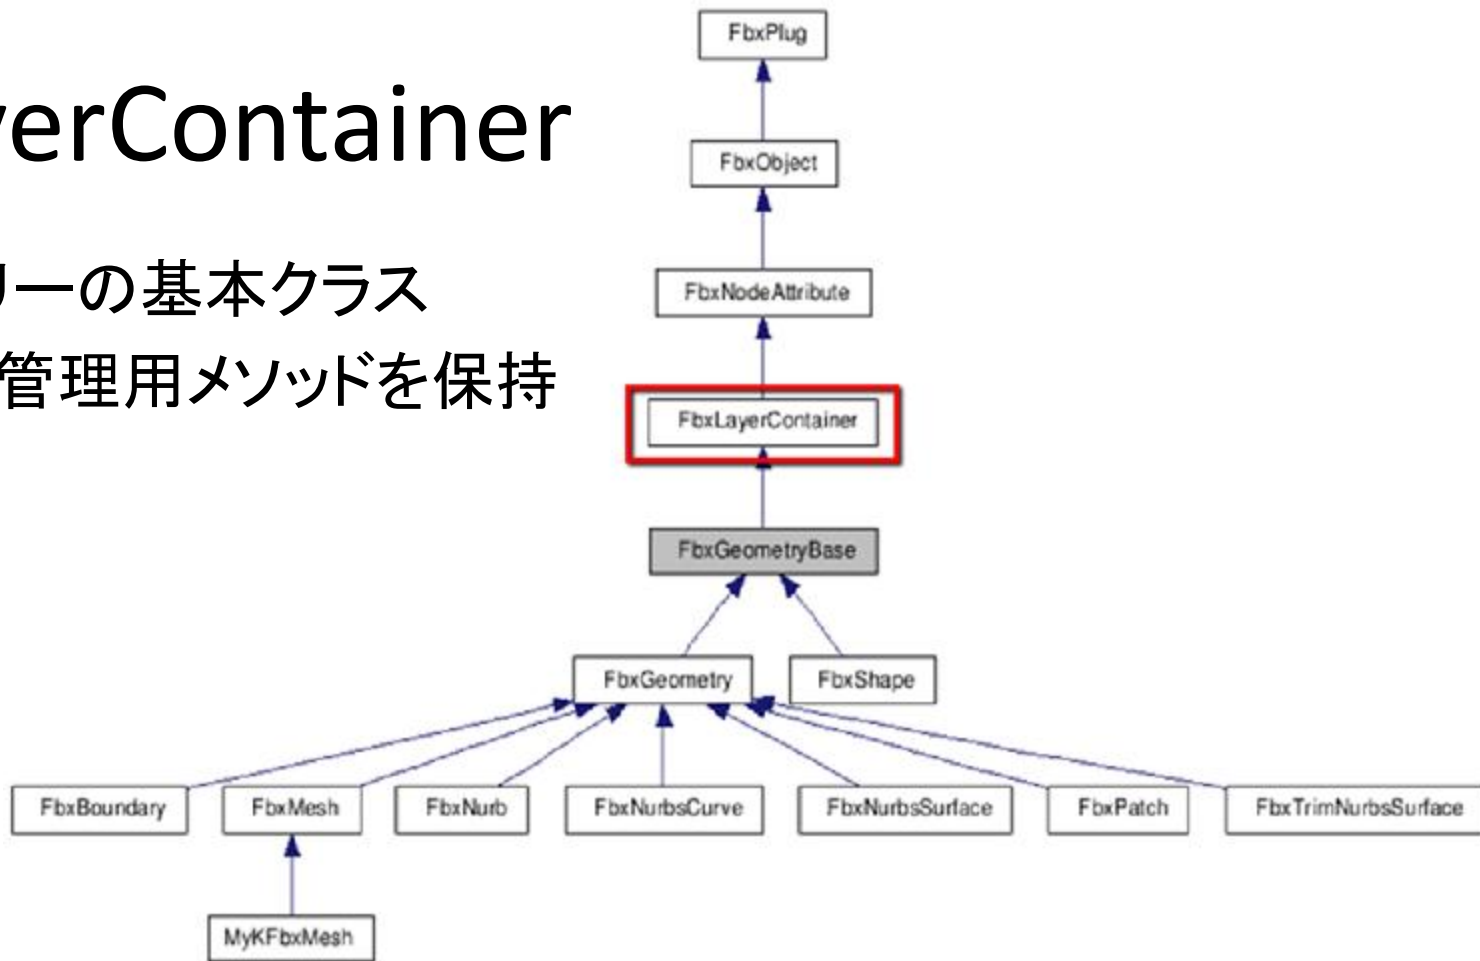 yerContainer
リーの基本クラス
管理用メソッドを保持
FbxPlug
FbxObject
FbxNodeAttribute
FbxLayerContainer
FbxGeometryBase
FbxGeometry FbxShape
FbxBoundary FbxMesh FbxNurb FbxNurbsCurve FbxNurbsSurface FbxPatch FbxTrimNurbsSurface
MyKFbxMesh